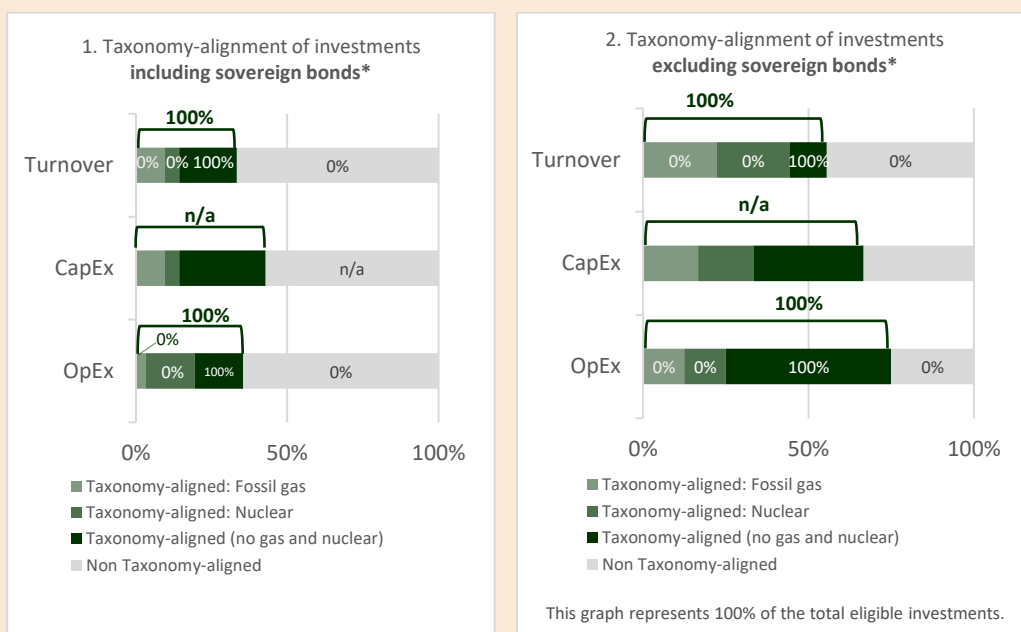 1. Taxonomy-alignment of investments
including sovereign bonds*
100%
Turnover
0% 0% 100% 0%
n/a
CapEx
n/a
100%
0%
OpEx
0% 100% 0%
0% 50% 100%
Taxonomy-aligned: Fossil gas
Taxonomy-aligned: Nuclear
Taxonomy-aligned (no gas and nuclear)
Non Taxonomy-aligned
2. Taxonomy-alignment of investments
excluding sovereign bonds*
100%
Turnover
0% 0% 100% 0%
n/a
CapEx
100%
OpEx
0% 0% 100% 0%
0% 50% 100%
Taxonomy-aligned: Fossil gas
Taxonomy-aligned: Nuclear
Taxonomy-aligned (no gas and nuclear)
Non Taxonomy-aligned
This graph represents 100% of the total eligible investments.